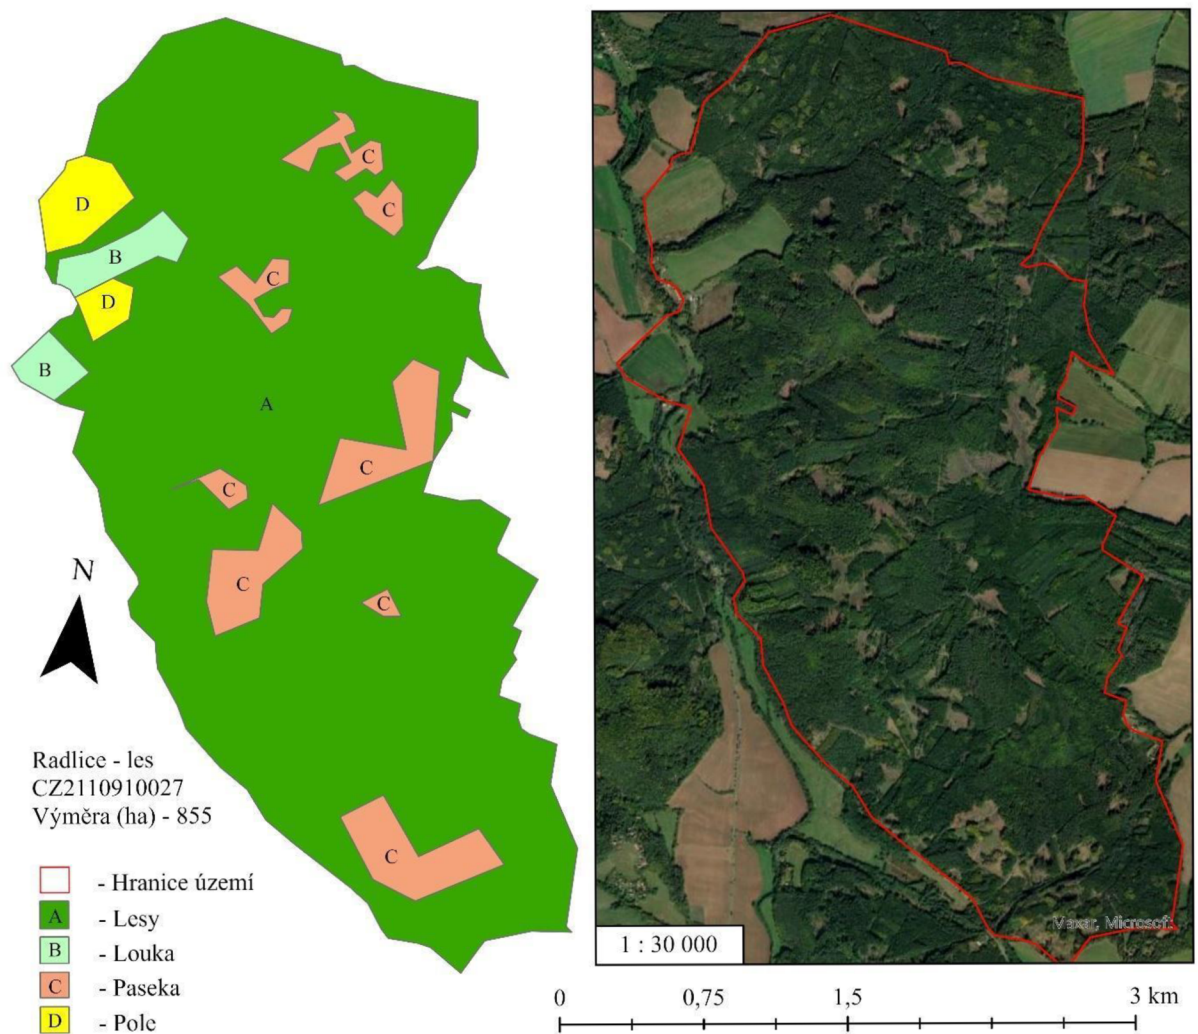 D
B
D
B
C
C
C
A
C
C
C
C
C
N
Radlice - les
CZ2110910027
Výměra (ha) - 855
- Hranice území
A - Lesy
B - Louka
C - Paseka
D - Pole
Maxar, Microsoft
1 : 30 000
0 0,75 1,5 3 km